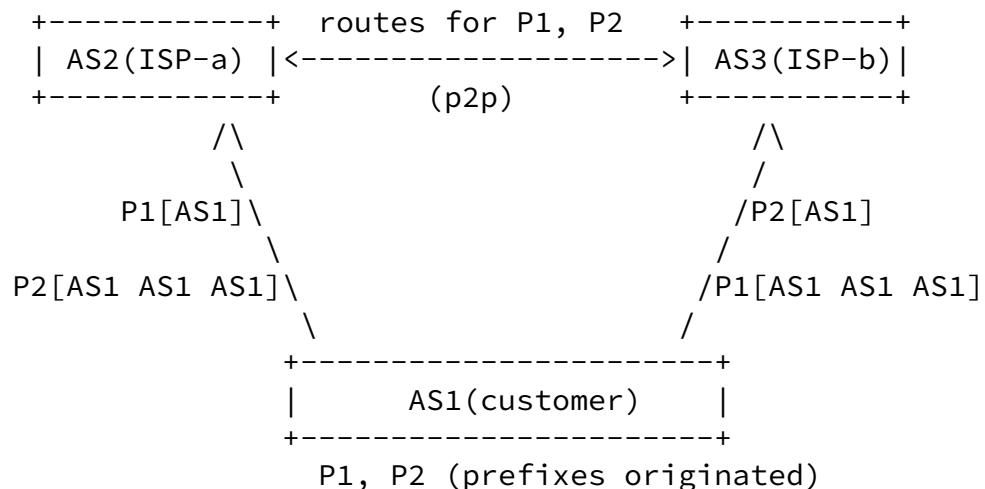 +------------+  routes for P1, P2  +-----------+
| AS2(ISP-a) |<------------------->| AS3(ISP-b)|
+------------+       (p2p)         +-----------+
/\ /\
\ /
P1[AS1]\ /P2[AS1]
\ /
P2[AS1 AS1 AS1]\ /P1[AS1 AS1 AS1]
\ /
+-----------------------+
|      AS1(customer)    |
+-----------------------+
P1, P2 (prefixes originated)